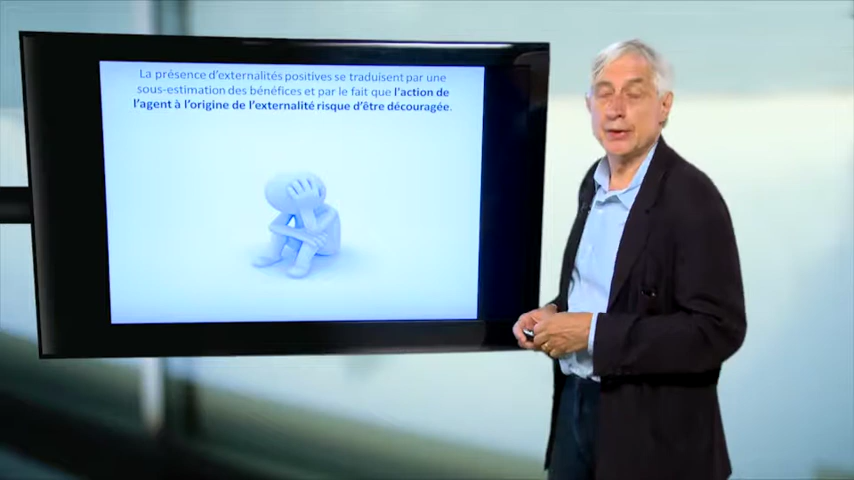 La présence d'externalités positives se traduisent par une
sous-estimation des bénéfices et par le fait que l'action de
l'agent à l'origine de l'externalité risque d'être découragée.